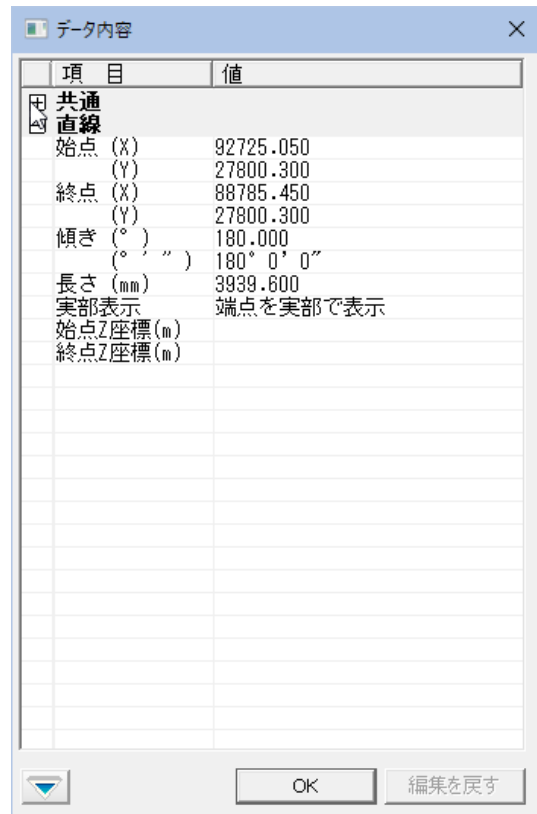 データ内容
項 目 値
共通
直線
始点 (X) 92725.050
(Y) 27800.300
終点 (X) 88785.450
(Y) 27800.300
傾き (° ) 180.000
(° ′ ″ ) 180° 0′ 0″
長さ (mm) 3939.600
実部表示 端点を実部で表示
始点Z座標(m)
終点Z座標(m)
OK 編集を戻す